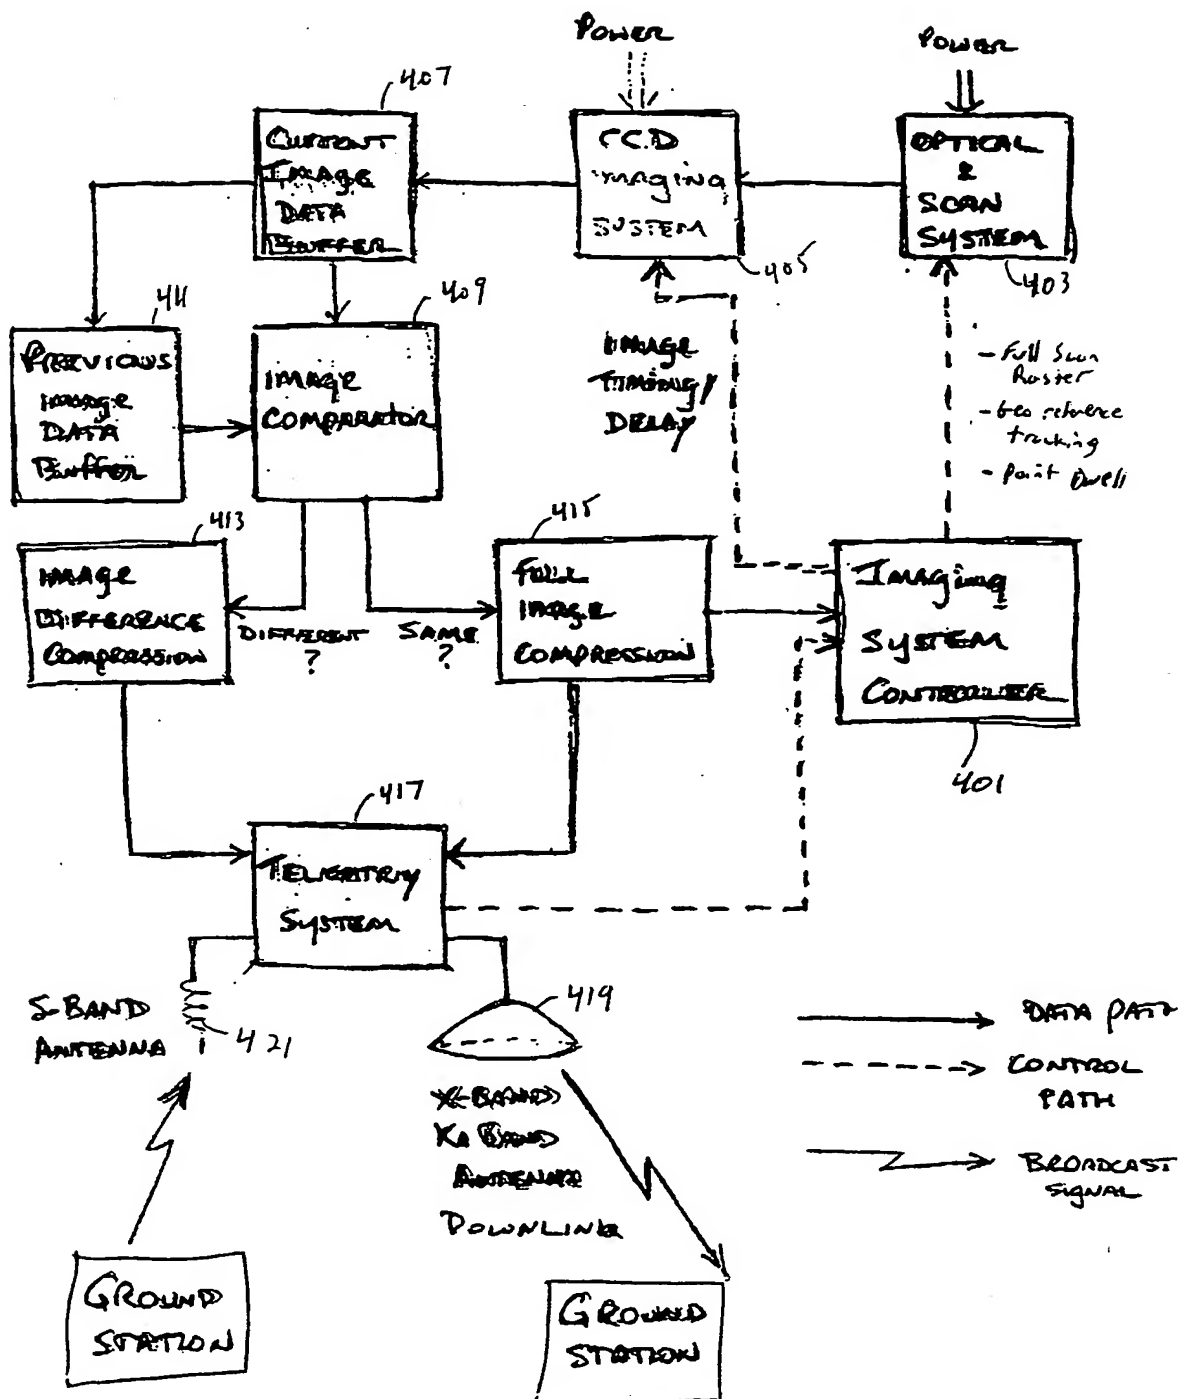 POWER
POWER
407
CURRENT
IMAGE
DATA
BUFFER
CCD
IMAGING
SYSTEM
405
OPTICAL
&
SCAN
SYSTEM
403
411
PREVIOUS
IMAGE
DATA
BUFFER
409
IMAGE
COMPARATOR
IMAGE
TIMING/
DELAY
- Full Scan
Raster
- Geo reference
tracking
- Point Dwell
413
IMAGE
DIFFERENCE
COMPRESSION
DIFFERENT
?
SAME
?
415
FULL
IMAGE
COMPRESSION
IMAGING
SYSTEM
CONTROLLER
401
417
TELEMETRY
SYSTEM
S-BAND
ANTENNA
421
419
X-BAND
Ka BAND
ANTENNA
DOWNLINK
DATA PATH
CONTROL
PATH
BROADCAST
SIGNAL
GROUND
STATION
GROUND
STATION